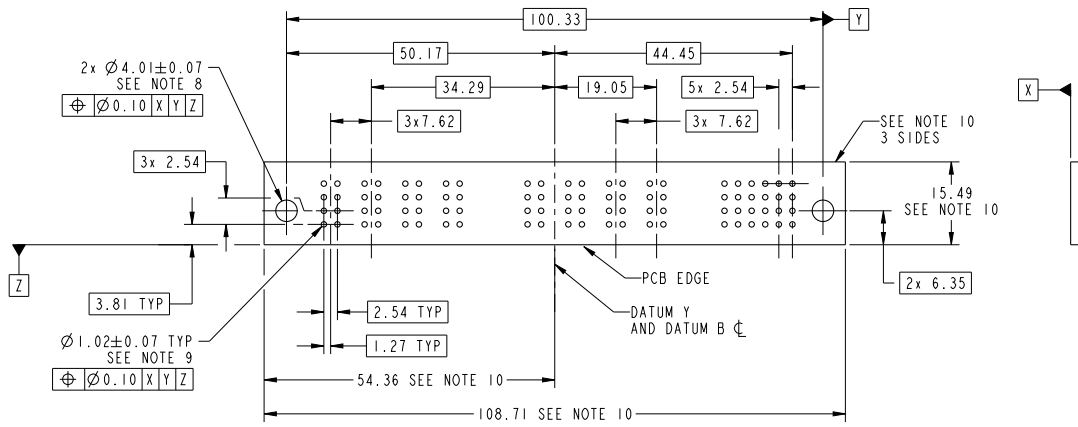 100.33
Y
50.17
44.45
2x Ø4.01±0.07
SEE NOTE 8
⌖ Ø0.10 X Y Z
34.29
19.05
5x 2.54
X
3x7.62
3x 7.62
SEE NOTE 10
3 SIDES
3x 2.54
15.49
SEE NOTE 10
Z
3.81 TYP
PCB EDGE
2x 6.35
2.54 TYP
DATUM Y
AND DATUM B ℄
Ø1.02±0.07 TYP
SEE NOTE 9
⌖ Ø0.10 X Y Z
1.27 TYP
54.36 SEE NOTE 10
108.71 SEE NOTE 10